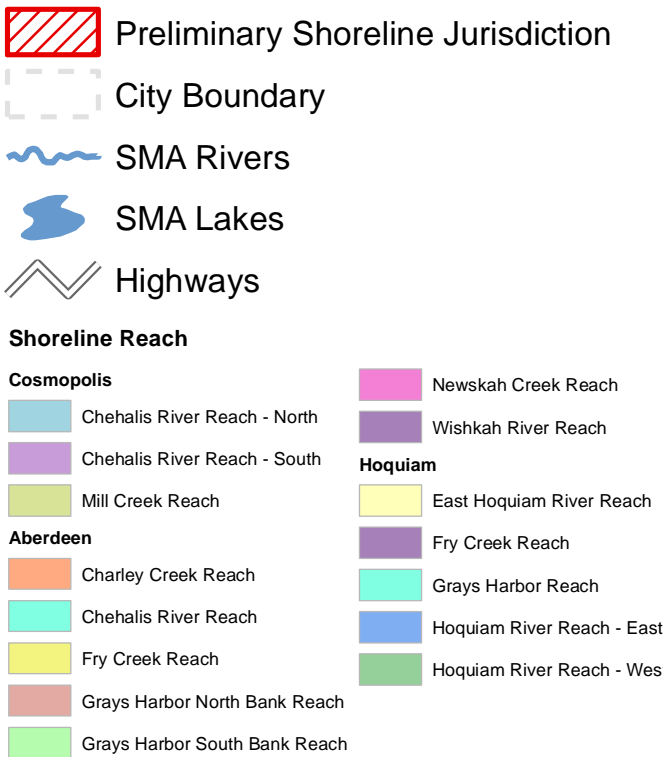 Preliminary Shoreline Jurisdiction
City Boundary
SMA Rivers
SMA Lakes
Highways
Shoreline Reach
Cosmopolis
Chehalis River Reach - North
Chehalis River Reach - South
Mill Creek Reach
Aberdeen
Charley Creek Reach
Chehalis River Reach
Fry Creek Reach
Grays Harbor North Bank Reach
Grays Harbor South Bank Reach
Newskah Creek Reach
Wishkah River Reach
Hoquiam
East Hoquiam River Reach
Fry Creek Reach
Grays Harbor Reach
Hoquiam River Reach - East
Hoquiam River Reach - Wes